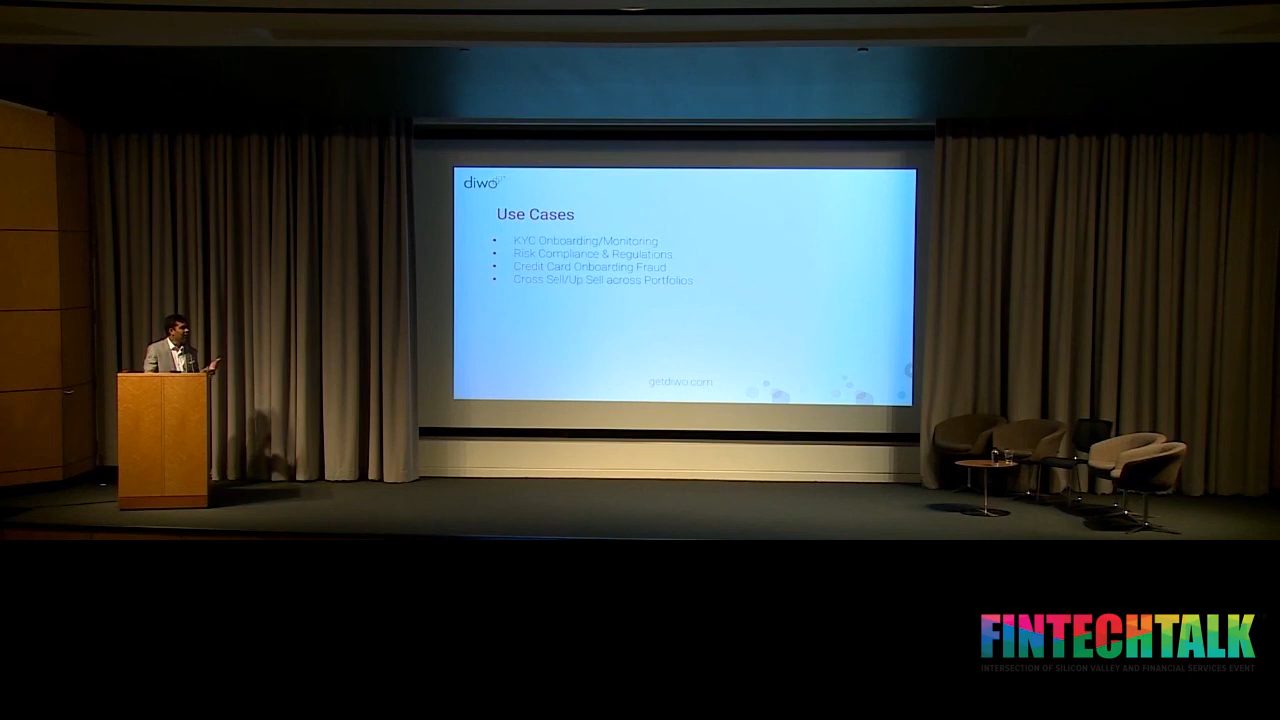 diwo
Use Cases
• KYC Onboarding/Monitoring
• Risk Compliance & Regulations
• Credit Card Onboarding Fraud
• Cross Sell/Up Sell across Portfolios
getdiwo.com
FINTECHTALK
INTERSECTION OF SILICON VALLEY AND FINANCIAL SERVICES EVENT